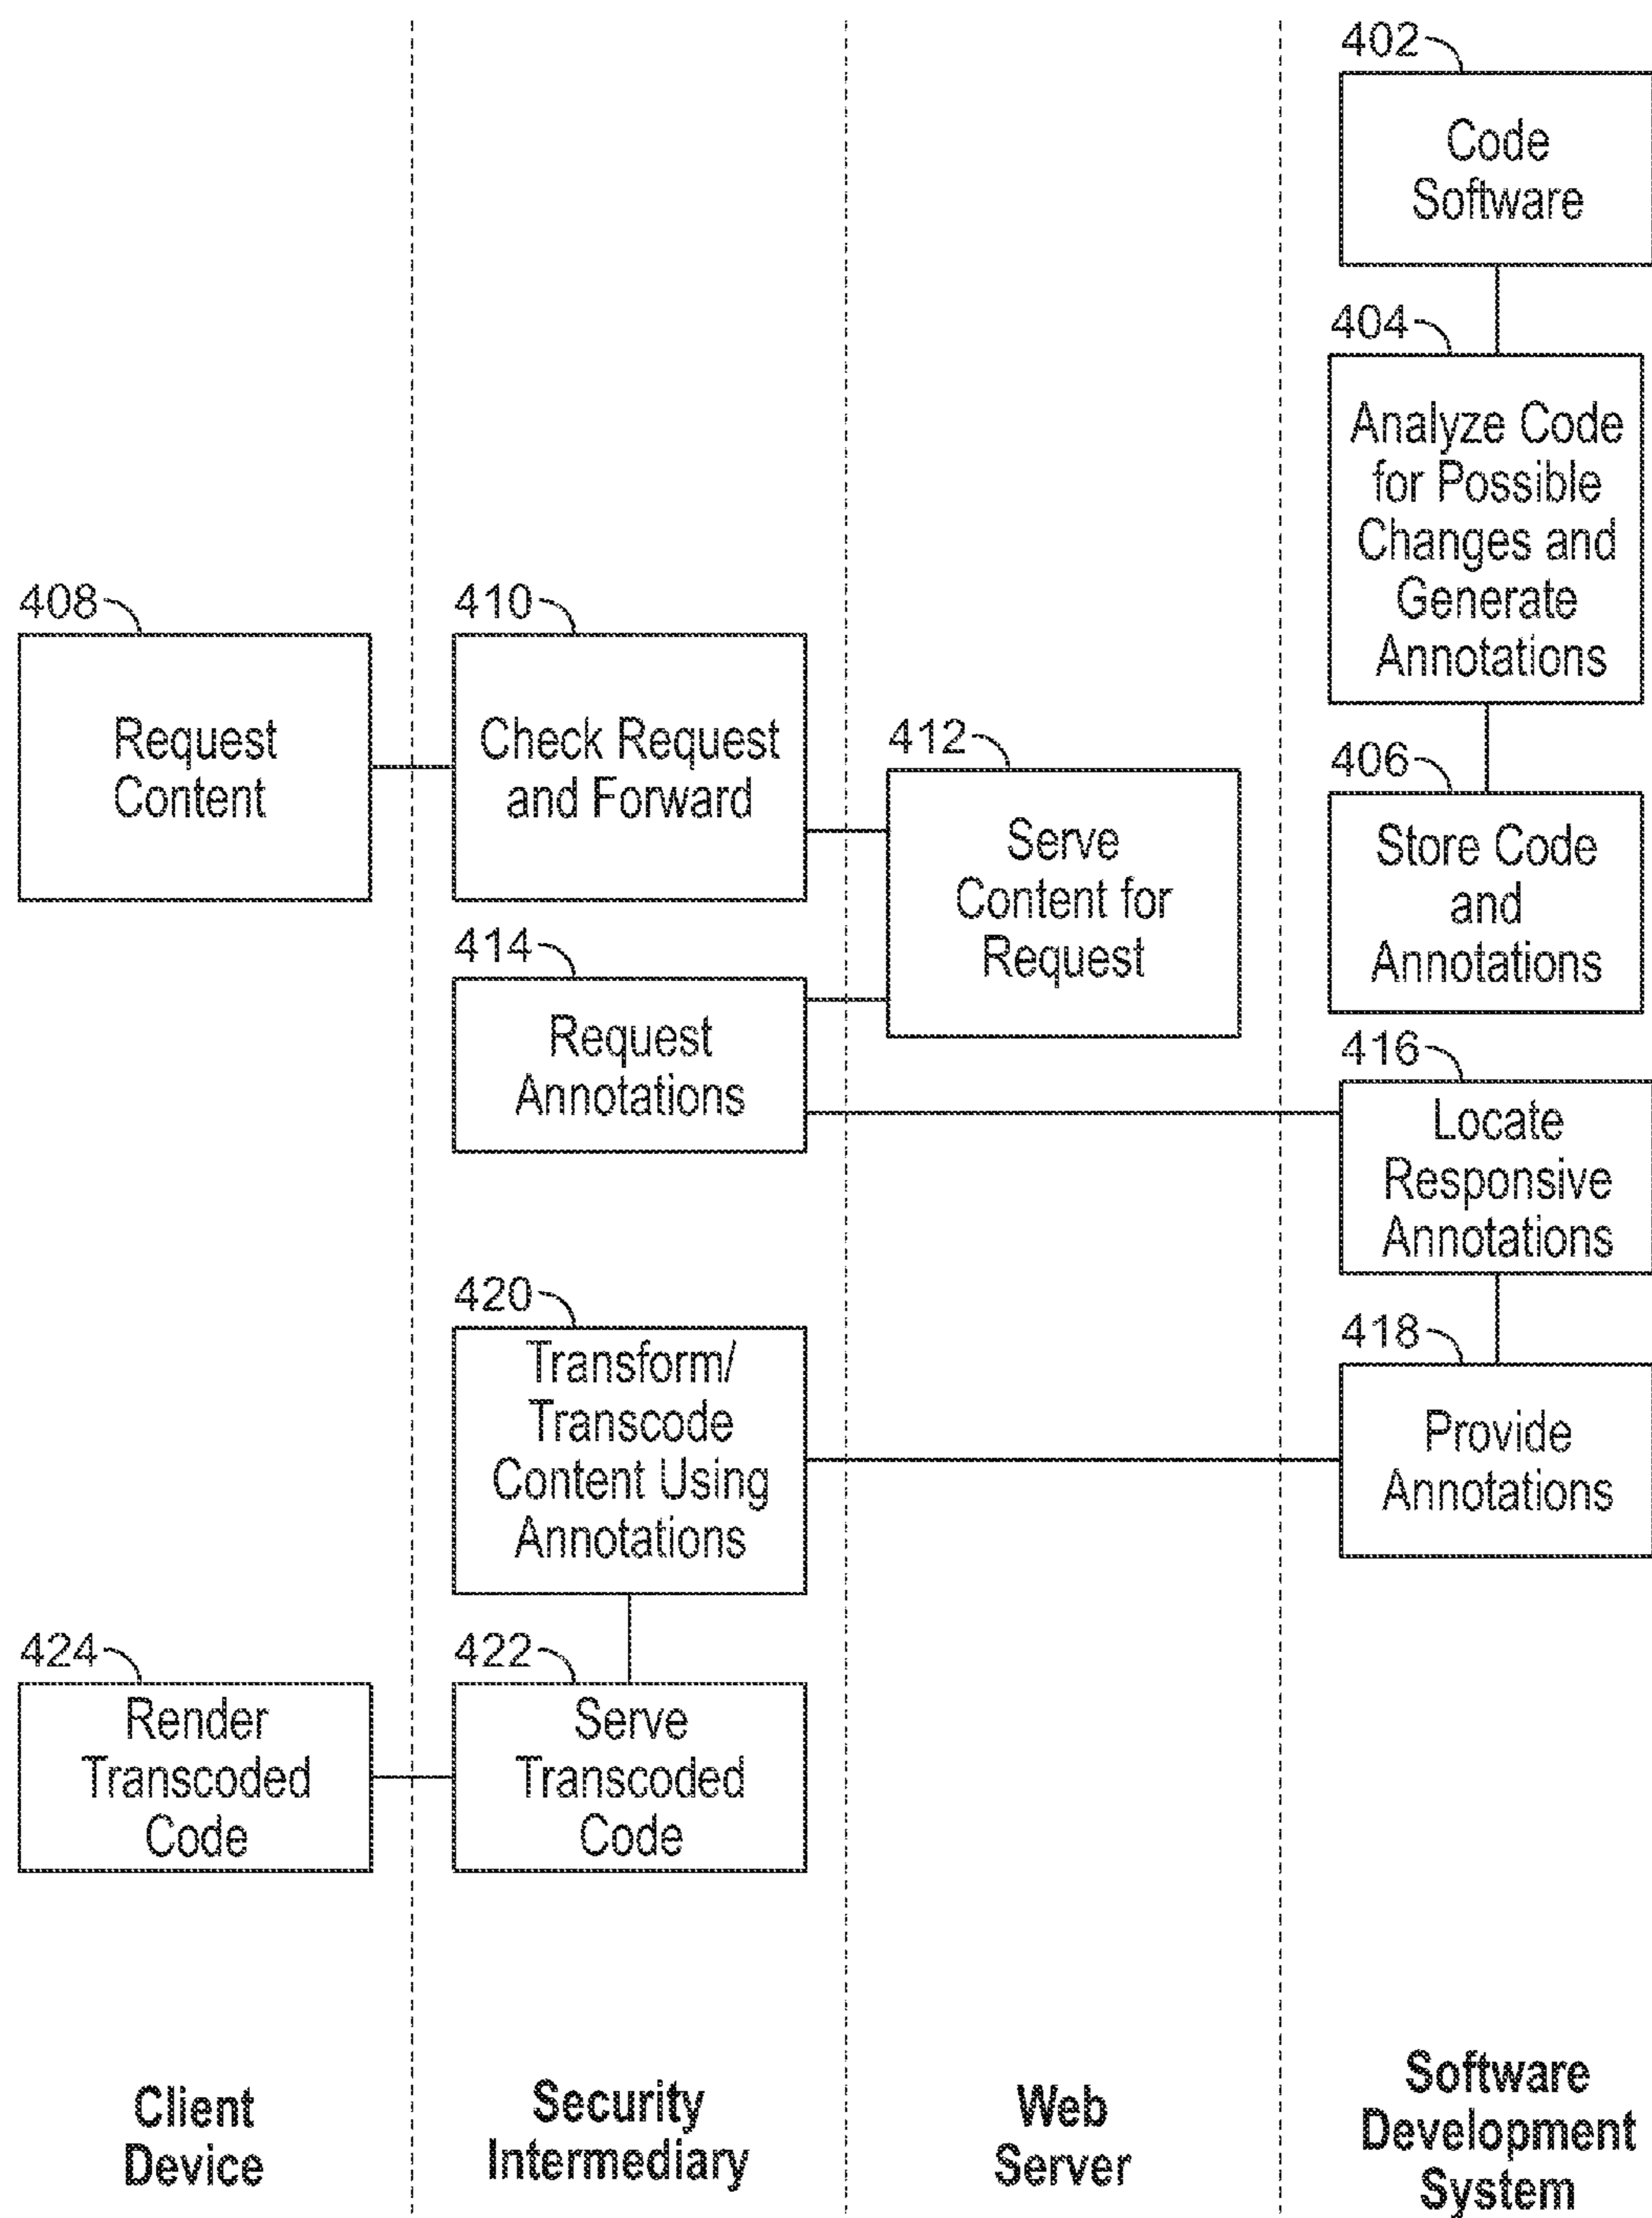 402
Code
Software
404
Analyze Code
for Possible
Changes and
Generate
Annotations
408
Request
Content
410
Check Request
and Forward
412
Serve
Content for
Request
406
Store Code
and
Annotations
414
Request
Annotations
416
Locate
Responsive
Annotations
420
Transform/
Transcode
Content Using
Annotations
418
Provide
Annotations
424
Render
Transcoded
Code
422
Serve
Transcoded
Code
Client
Device
Security
Intermediary
Web
Server
Software
Development
System